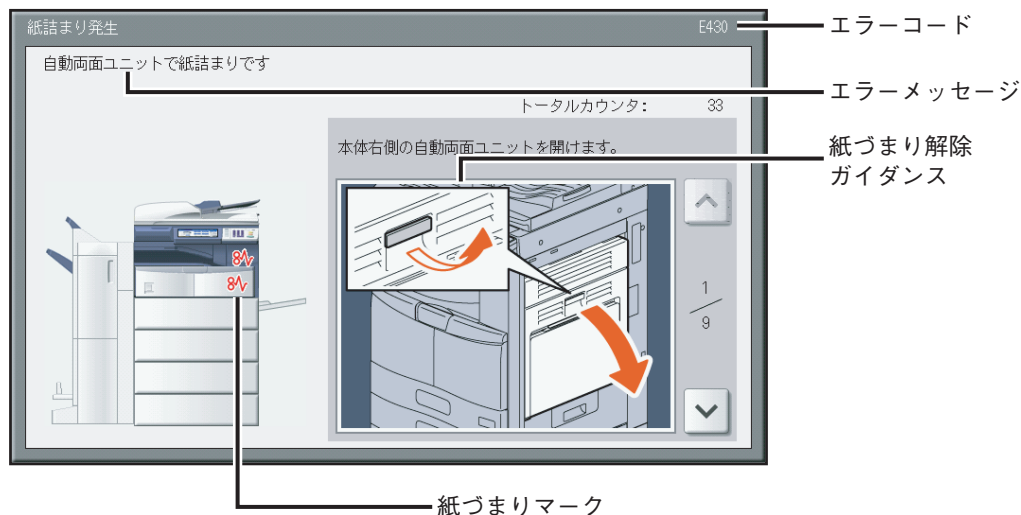 紙詰まり発生
E430
エラーコード
自動両面ユニットで紙詰まりです
エラーメッセージ
トータルカウンタ: 33
本体右側の自動両面ユニットを開けます。
紙づまり解除
ガイダンス
1
9
紙づまりマーク